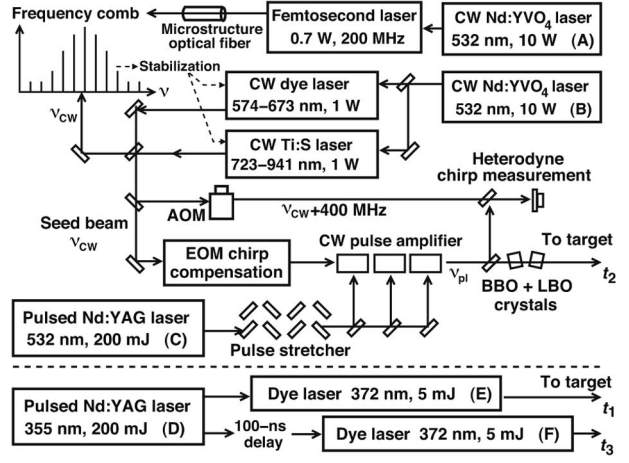 Frequency comb
Microstructure
optical fiber
Femtosecond laser
0.7 W, 200 MHz
CW Nd:YVO₄ laser
532 nm, 10 W (A)
Stabilization
ν
ν_CW
CW dye laser
574–673 nm, 1 W
CW Nd:YVO₄ laser
532 nm, 10 W (B)
CW Ti:S laser
723–941 nm, 1 W
Heterodyne
chirp measurement
AOM
ν_CW+400 MHz
Seed beam
ν_CW
EOM chirp
compensation
CW pulse amplifier
ν_pl
To target
t₂
BBO + LBO
crystals
Pulsed Nd:YAG laser
532 nm, 200 mJ (C)
Pulse stretcher
Pulsed Nd:YAG laser
355 nm, 200 mJ (D)
Dye laser 372 nm, 5 mJ (E)
To target
t₁
100–ns
delay
Dye laser 372 nm, 5 mJ (F)
t₃